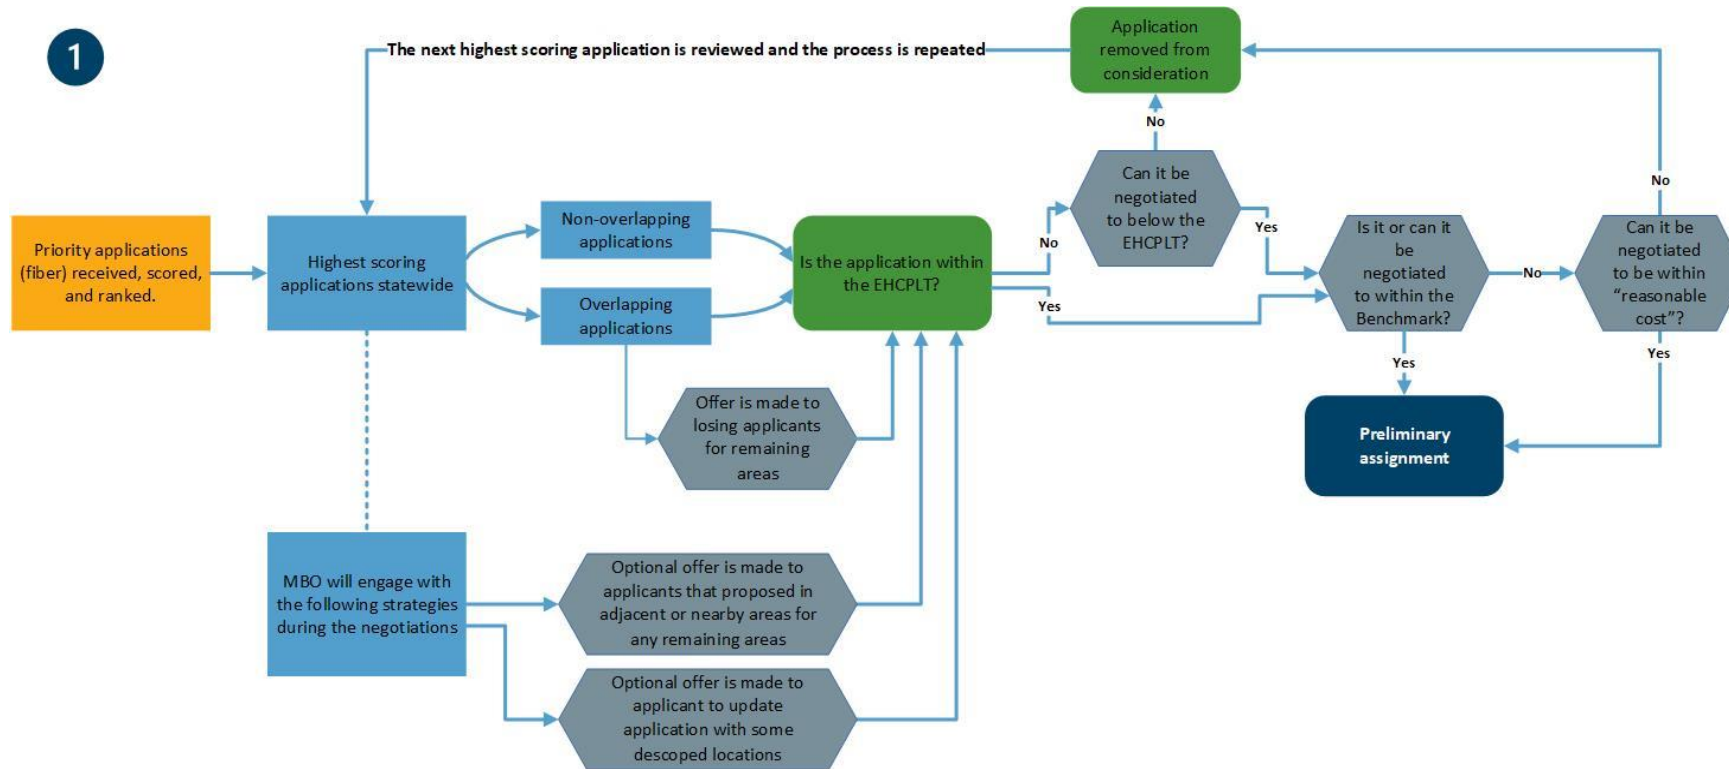 1
The next highest scoring application is reviewed and the process is repeated
Application
removed from
consideration
No
Can it be
negotiated
to below the
EHCPLT?
No
Yes
Priority applications
(fiber) received, scored,
and ranked.
Highest scoring
applications statewide
Non-overlapping
applications
Overlapping
applications
Is the application within
the EHCPLT?
No
Yes
Is it or can it
be
negotiated
to within the
Benchmark?
No
Can it be
negotiated
to be within
“reasonable
cost”?
Yes
Yes
Offer is made to
losing applicants
for remaining
areas
Preliminary
assignment
MBO will engage with
the following strategies
during the negotiations
Optional offer is made to
applicants that proposed in
adjacent or nearby areas for
any remaining areas
Optional offer is made to
applicant to update
application with some
descoped locations